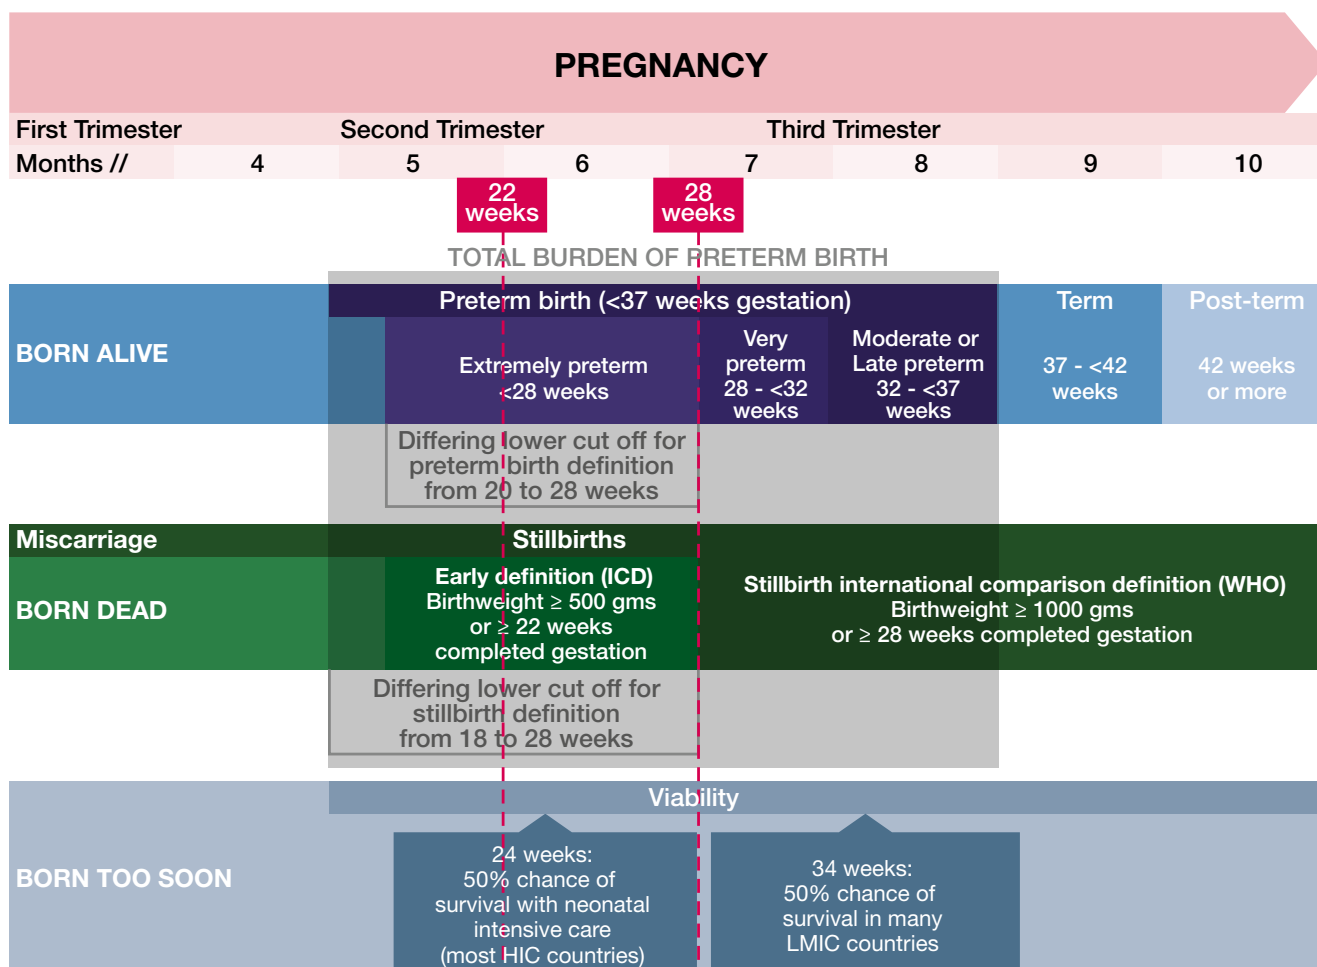 PREGNANCY
First Trimester Second Trimester Third Trimester
Months // 4 5 6 7 8 9 10
22
weeks
28
weeks
TOTAL BURDEN OF PRETERM BIRTH
BORN ALIVE
Preterm birth (<37 weeks gestation)
Extremely preterm
<28 weeks
Very
preterm
28 - <32
weeks
Moderate or
Late preterm
32 - <37
weeks
Term
37 - <42
weeks
Post-term
42 weeks
or more
Differing lower cut off for
preterm birth definition
from 20 to 28 weeks
Miscarriage
Stillbirths
BORN DEAD
Early definition (ICD)
Birthweight ≥ 500 gms
or ≥ 22 weeks
completed gestation
Stillbirth international comparison definition (WHO)
Birthweight ≥ 1000 gms
or ≥ 28 weeks completed gestation
Differing lower cut off for
stillbirth definition
from 18 to 28 weeks
Viability
BORN TOO SOON
24 weeks:
50% chance of
survival with neonatal
intensive care
(most HIC countries)
34 weeks:
50% chance of
survival in many
LMIC countries